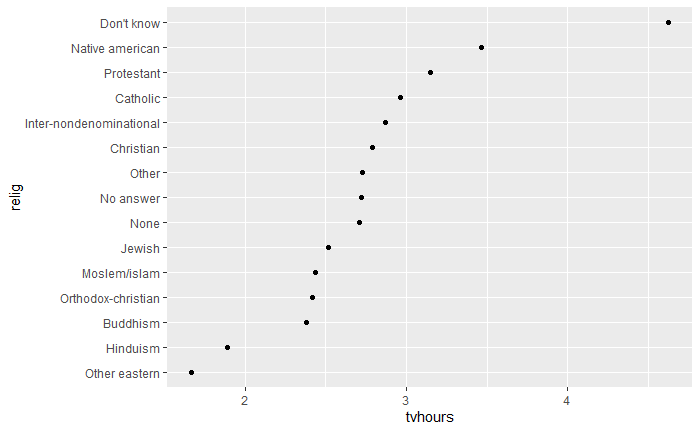 Don't know
Native american
Protestant
Catholic
Inter-nondenominational
Christian
Other
No answer
None
Jewish
Moslem/islam
Orthodox-christian
Buddhism
Hinduism
Other eastern
relig
2 3 4
tvhours